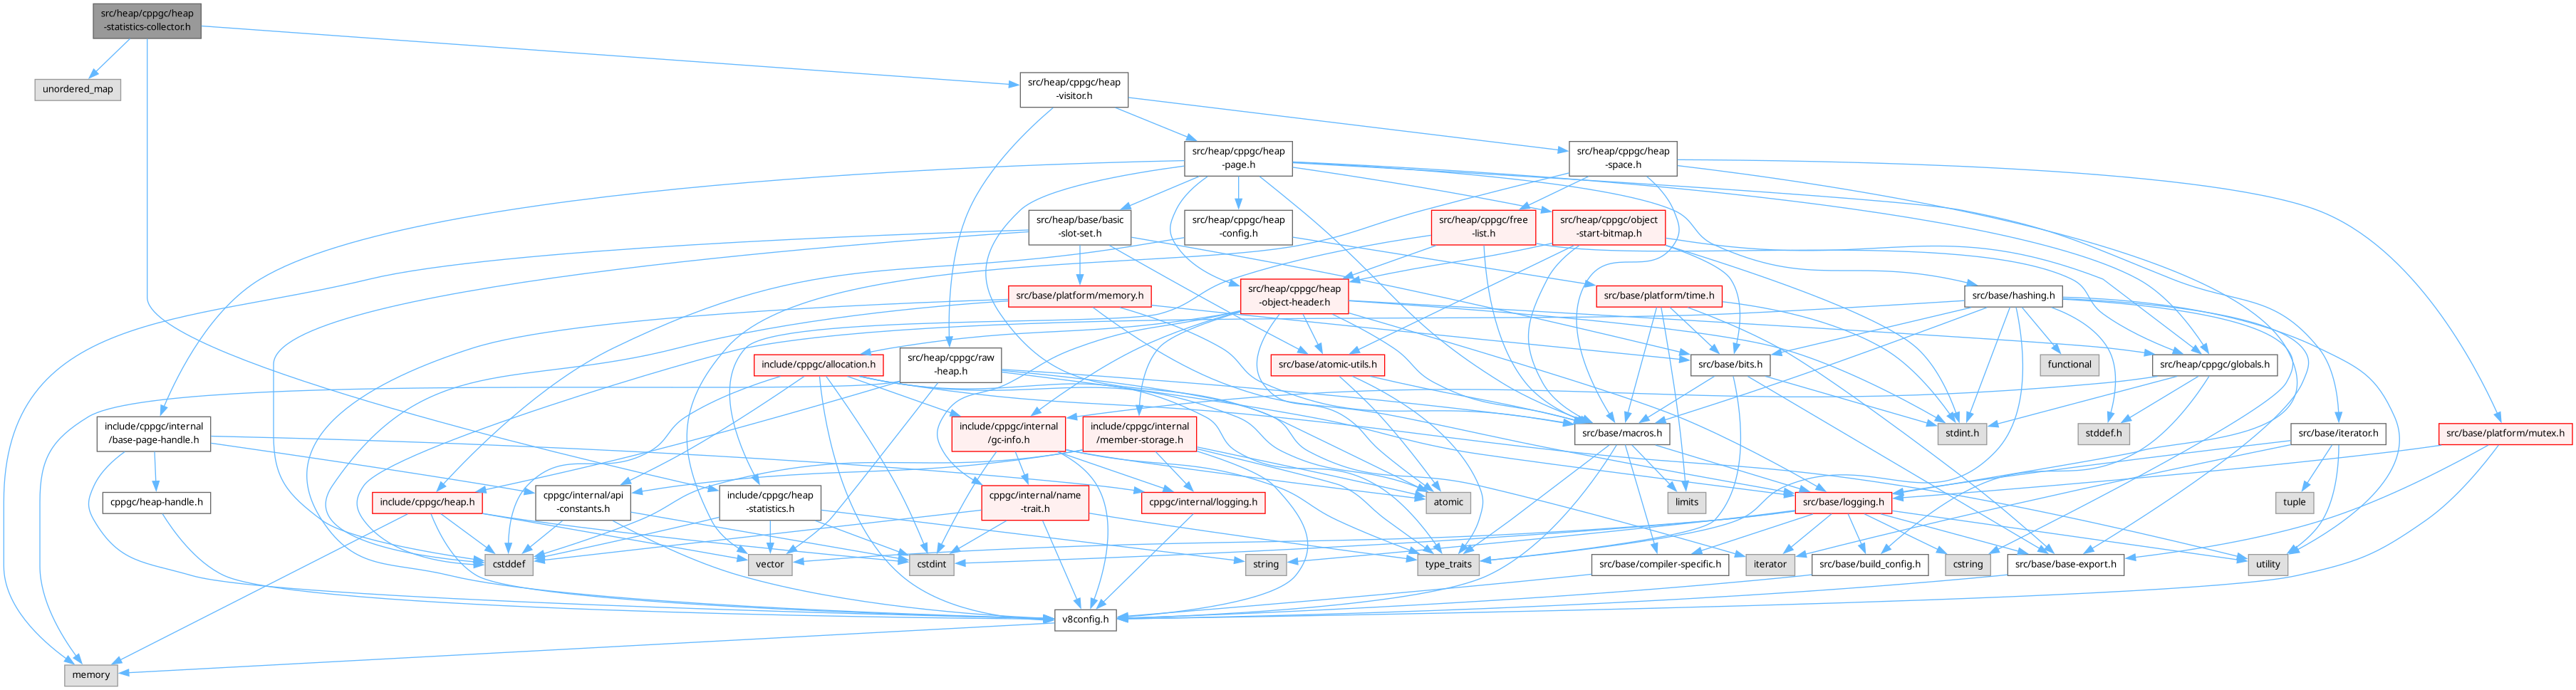 src/heap/cppgc/heap
-statistics-collector.h
unordered_map
src/heap/cppgc/heap
-visitor.h
src/heap/cppgc/heap
-page.h
src/heap/cppgc/heap
-space.h
src/heap/base/basic
-slot-set.h
src/heap/cppgc/heap
-config.h
src/heap/cppgc/free
-list.h
src/heap/cppgc/object
-start-bitmap.h
src/base/platform/memory.h
src/heap/cppgc/heap
-object-header.h
src/base/platform/time.h
src/base/hashing.h
include/cppgc/allocation.h
src/heap/cppgc/raw
-heap.h
src/base/atomic-utils.h
src/base/bits.h
functional
src/heap/cppgc/globals.h
include/cppgc/internal
/base-page-handle.h
include/cppgc/internal
/gc-info.h
include/cppgc/internal
/member-storage.h
src/base/macros.h
stdint.h
stddef.h
src/base/iterator.h
src/base/platform/mutex.h
cppgc/heap-handle.h
include/cppgc/heap.h
cppgc/internal/api
-constants.h
include/cppgc/heap
-statistics.h
cppgc/internal/name
-trait.h
cppgc/internal/logging.h
atomic
limits
src/base/logging.h
tuple
cstddef
vector
cstdint
string
type_traits
src/base/compiler-specific.h
iterator
src/base/build_config.h
cstring
src/base/base-export.h
utility
v8config.h
memory